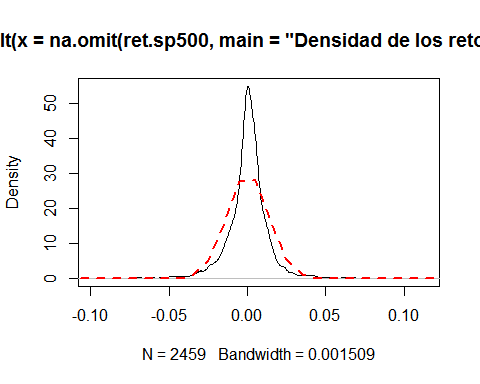 lt(x = na.omit(ret.sp500, main = "Densidad de los reto
50
40
30
20
10
0
Density
-0.10 -0.05 0.00 0.05 0.10
N = 2459 Bandwidth = 0.001509